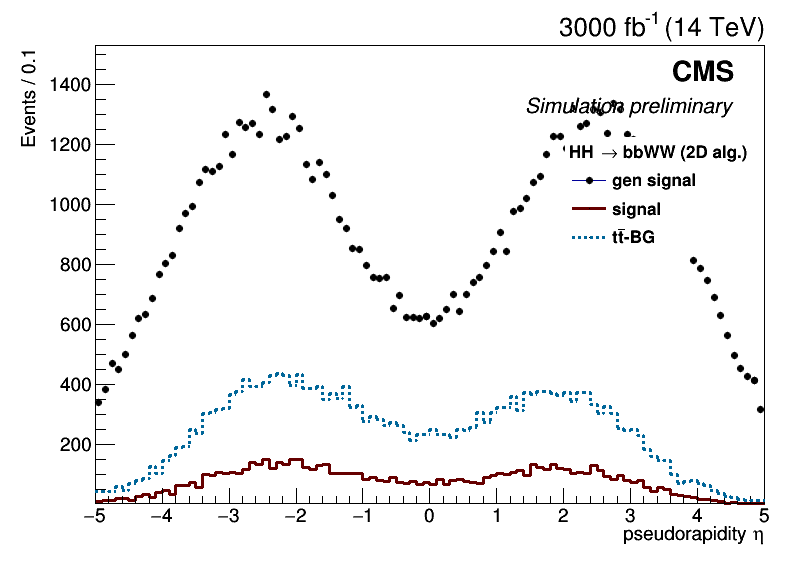 3000 fb-1 (14 TeV)
CMS
Simulation preliminary
HH → bbWW (2D alg.)
gen signal
signal
tt̄-BG
Events / 0.1
1400
1200
1000
800
600
400
200
−5 −4 −3 −2 −1 0 1 2 3 4 5
pseudorapidity η